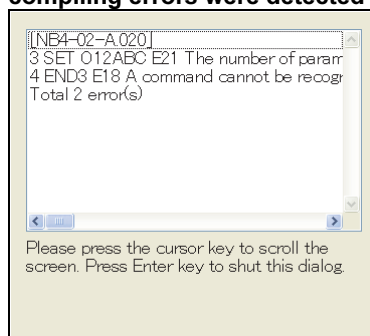 compiling errors were detected
[NB4-02-A.020]
3 SET O12ABC E21 The number of param
4 END3 E18 A command cannot be recogr
Total 2 error(s)
Please press the cursor key to scroll the
screen. Press Enter key to shut this dialog.